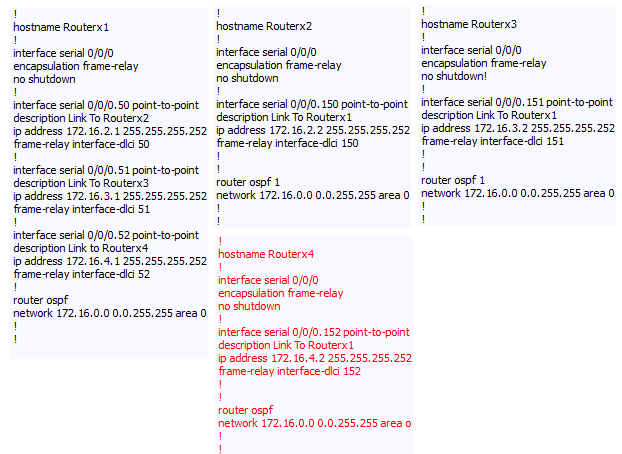 !
hostname Routerx1
!
interface serial 0/0/0
encapsulation frame-relay
no shutdown
!
interface serial 0/0/0.50 point-to-point
description Link To Routerx2
ip address 172.16.2.1 255.255.255.252
frame-relay interface-dlci 50
!
interface serial 0/0/0.51 point-to-point
description Link To Routerx3
ip address 172.16.3.1 255.255.255.252
frame-relay interface-dlci 51
!
interface serial 0/0/0.52 point-to-point
description Link to Routerx4
ip address 172.16.4.1 255.255.255.252
frame-relay interface-dlci 52
!
router ospf
network 172.16.0.0 0.0.255.255 area 0
!
!
!
hostname Routerx2
!
interface serial 0/0/0
encapsulation frame-relay
no shutdown
!
interface serial 0/0/0.150 point-to-point
description Link To Routerx1
ip address 172.16.2.2 255.255.255.252
frame-relay interface-dlci 150
!
!
router ospf 1
network 172.16.0.0 0.0.255.255 area 0
!
!
!
hostname Routerx3
!
interface serial 0/0/0
encapsulation frame-relay
no shutdown!
!
interface serial 0/0/0.151 point-to-point
description Link To Routerx1
ip address 172.16.3.2 255.255.255.252
frame-relay interface-dlci 151
!
!
router ospf 1
network 172.16.0.0 0.0.255.255 area 0
!
!
!
hostname Routerx4
!
interface serial 0/0/0
encapsulation frame-relay
no shutdown
!
interface serial 0/0/0.152 point-to-point
description Link To Routerx1
ip address 172.16.4.2 255.255.255.252
frame-relay interface-dlci 152
!
!
router ospf
network 172.16.0.0 0.0.255.255 area o
!
!